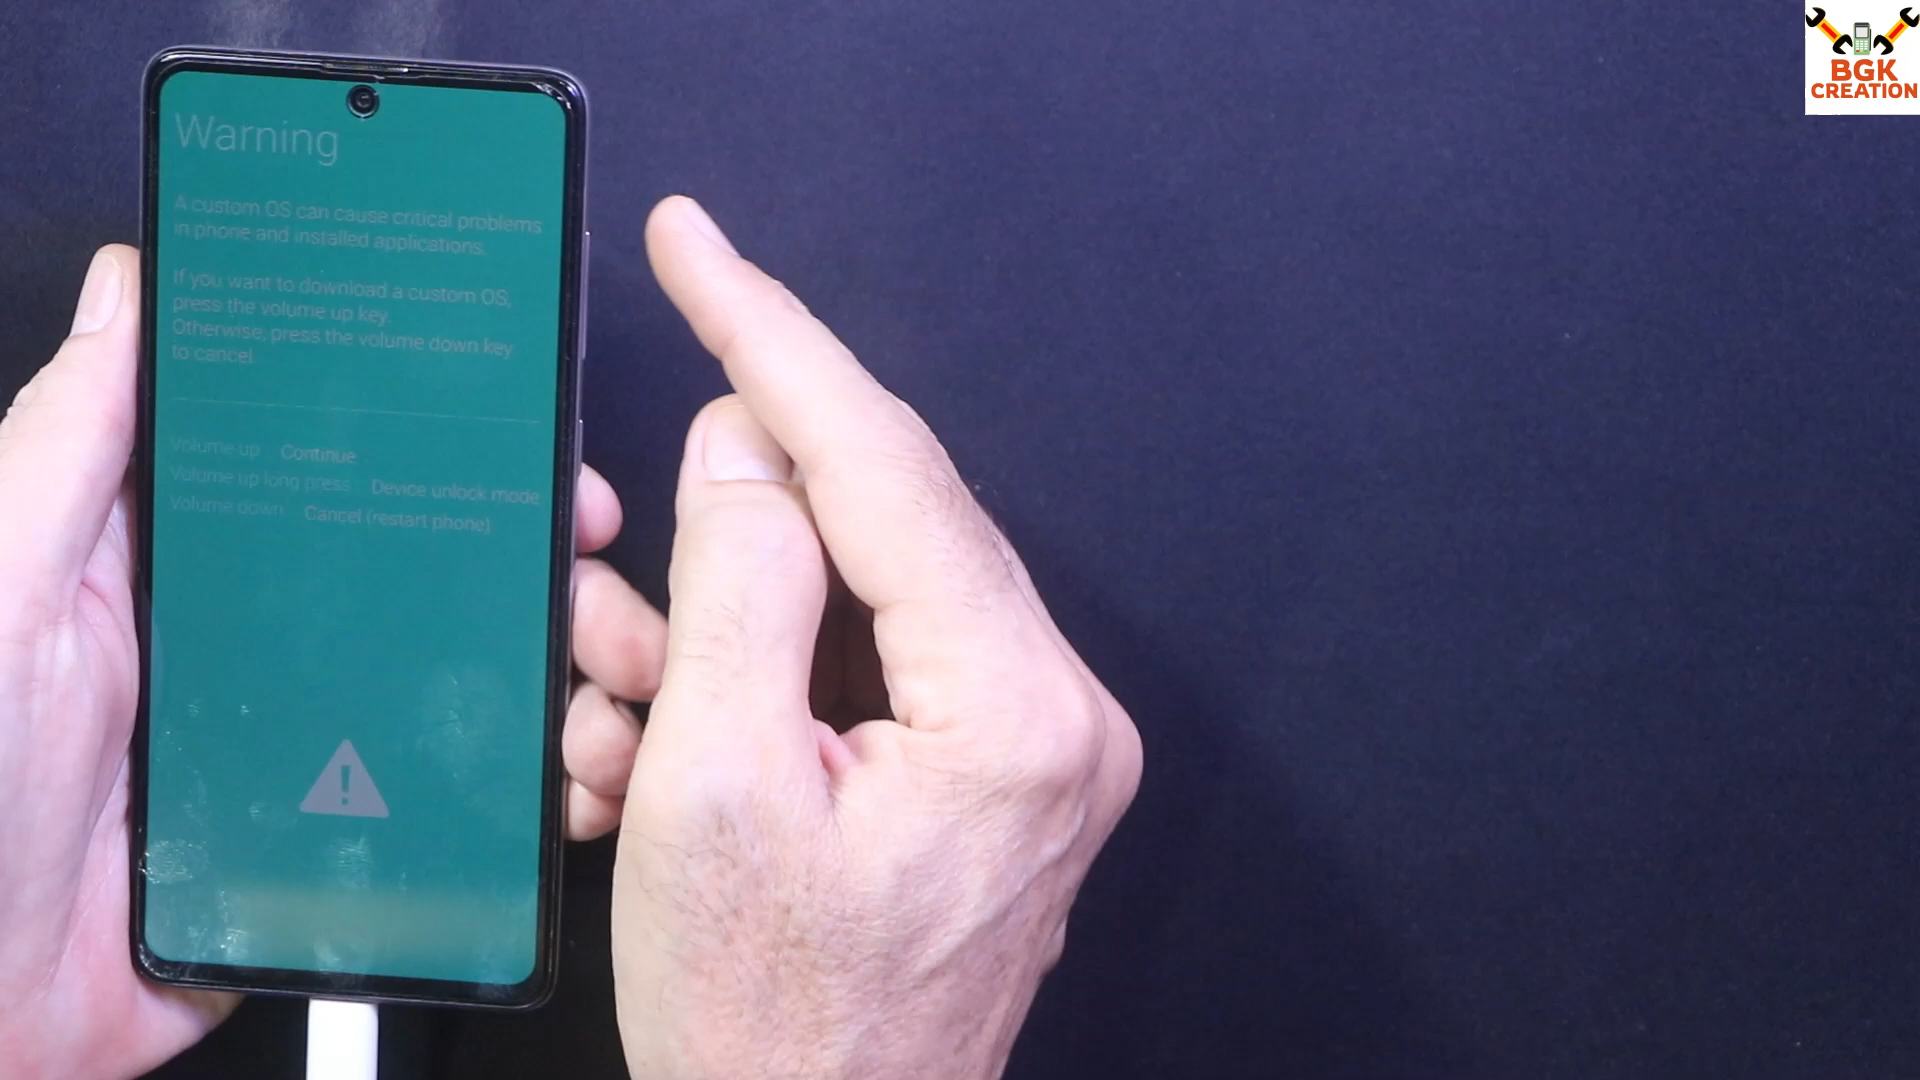 BGK
CREATION
Warning
A custom OS can cause critical problems
in phone and installed applications.
If you want to download a custom OS,
press the volume up key.
Otherwise, press the volume down key
to cancel.
Volume up Continue
Volume up long press Device unlock mode
Volume down Cancel (restart phone)